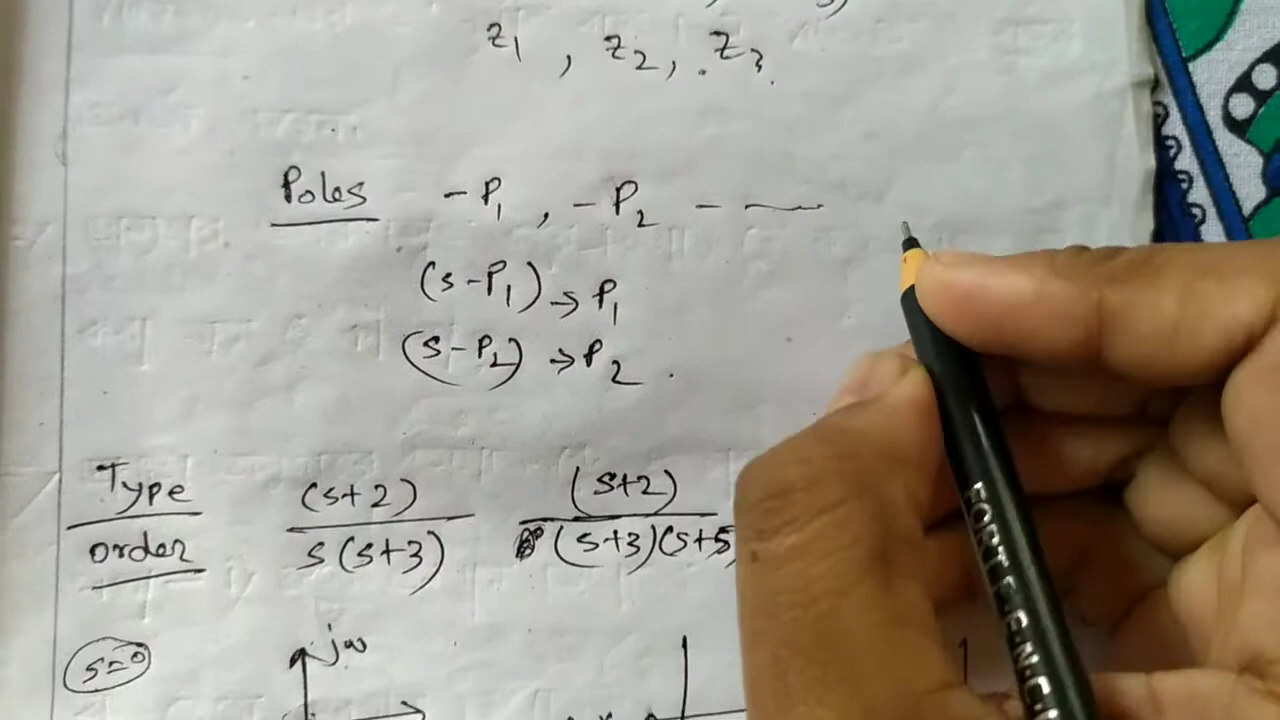 z1 , z2, z3
Poles -P1 , -P2 - —
(s-P1) → P1
(s-P2) → P2 .
Type (s+2) (s+2)
order s(s+3) (s+3)(s+5
s=0 jω
FORTEENCO